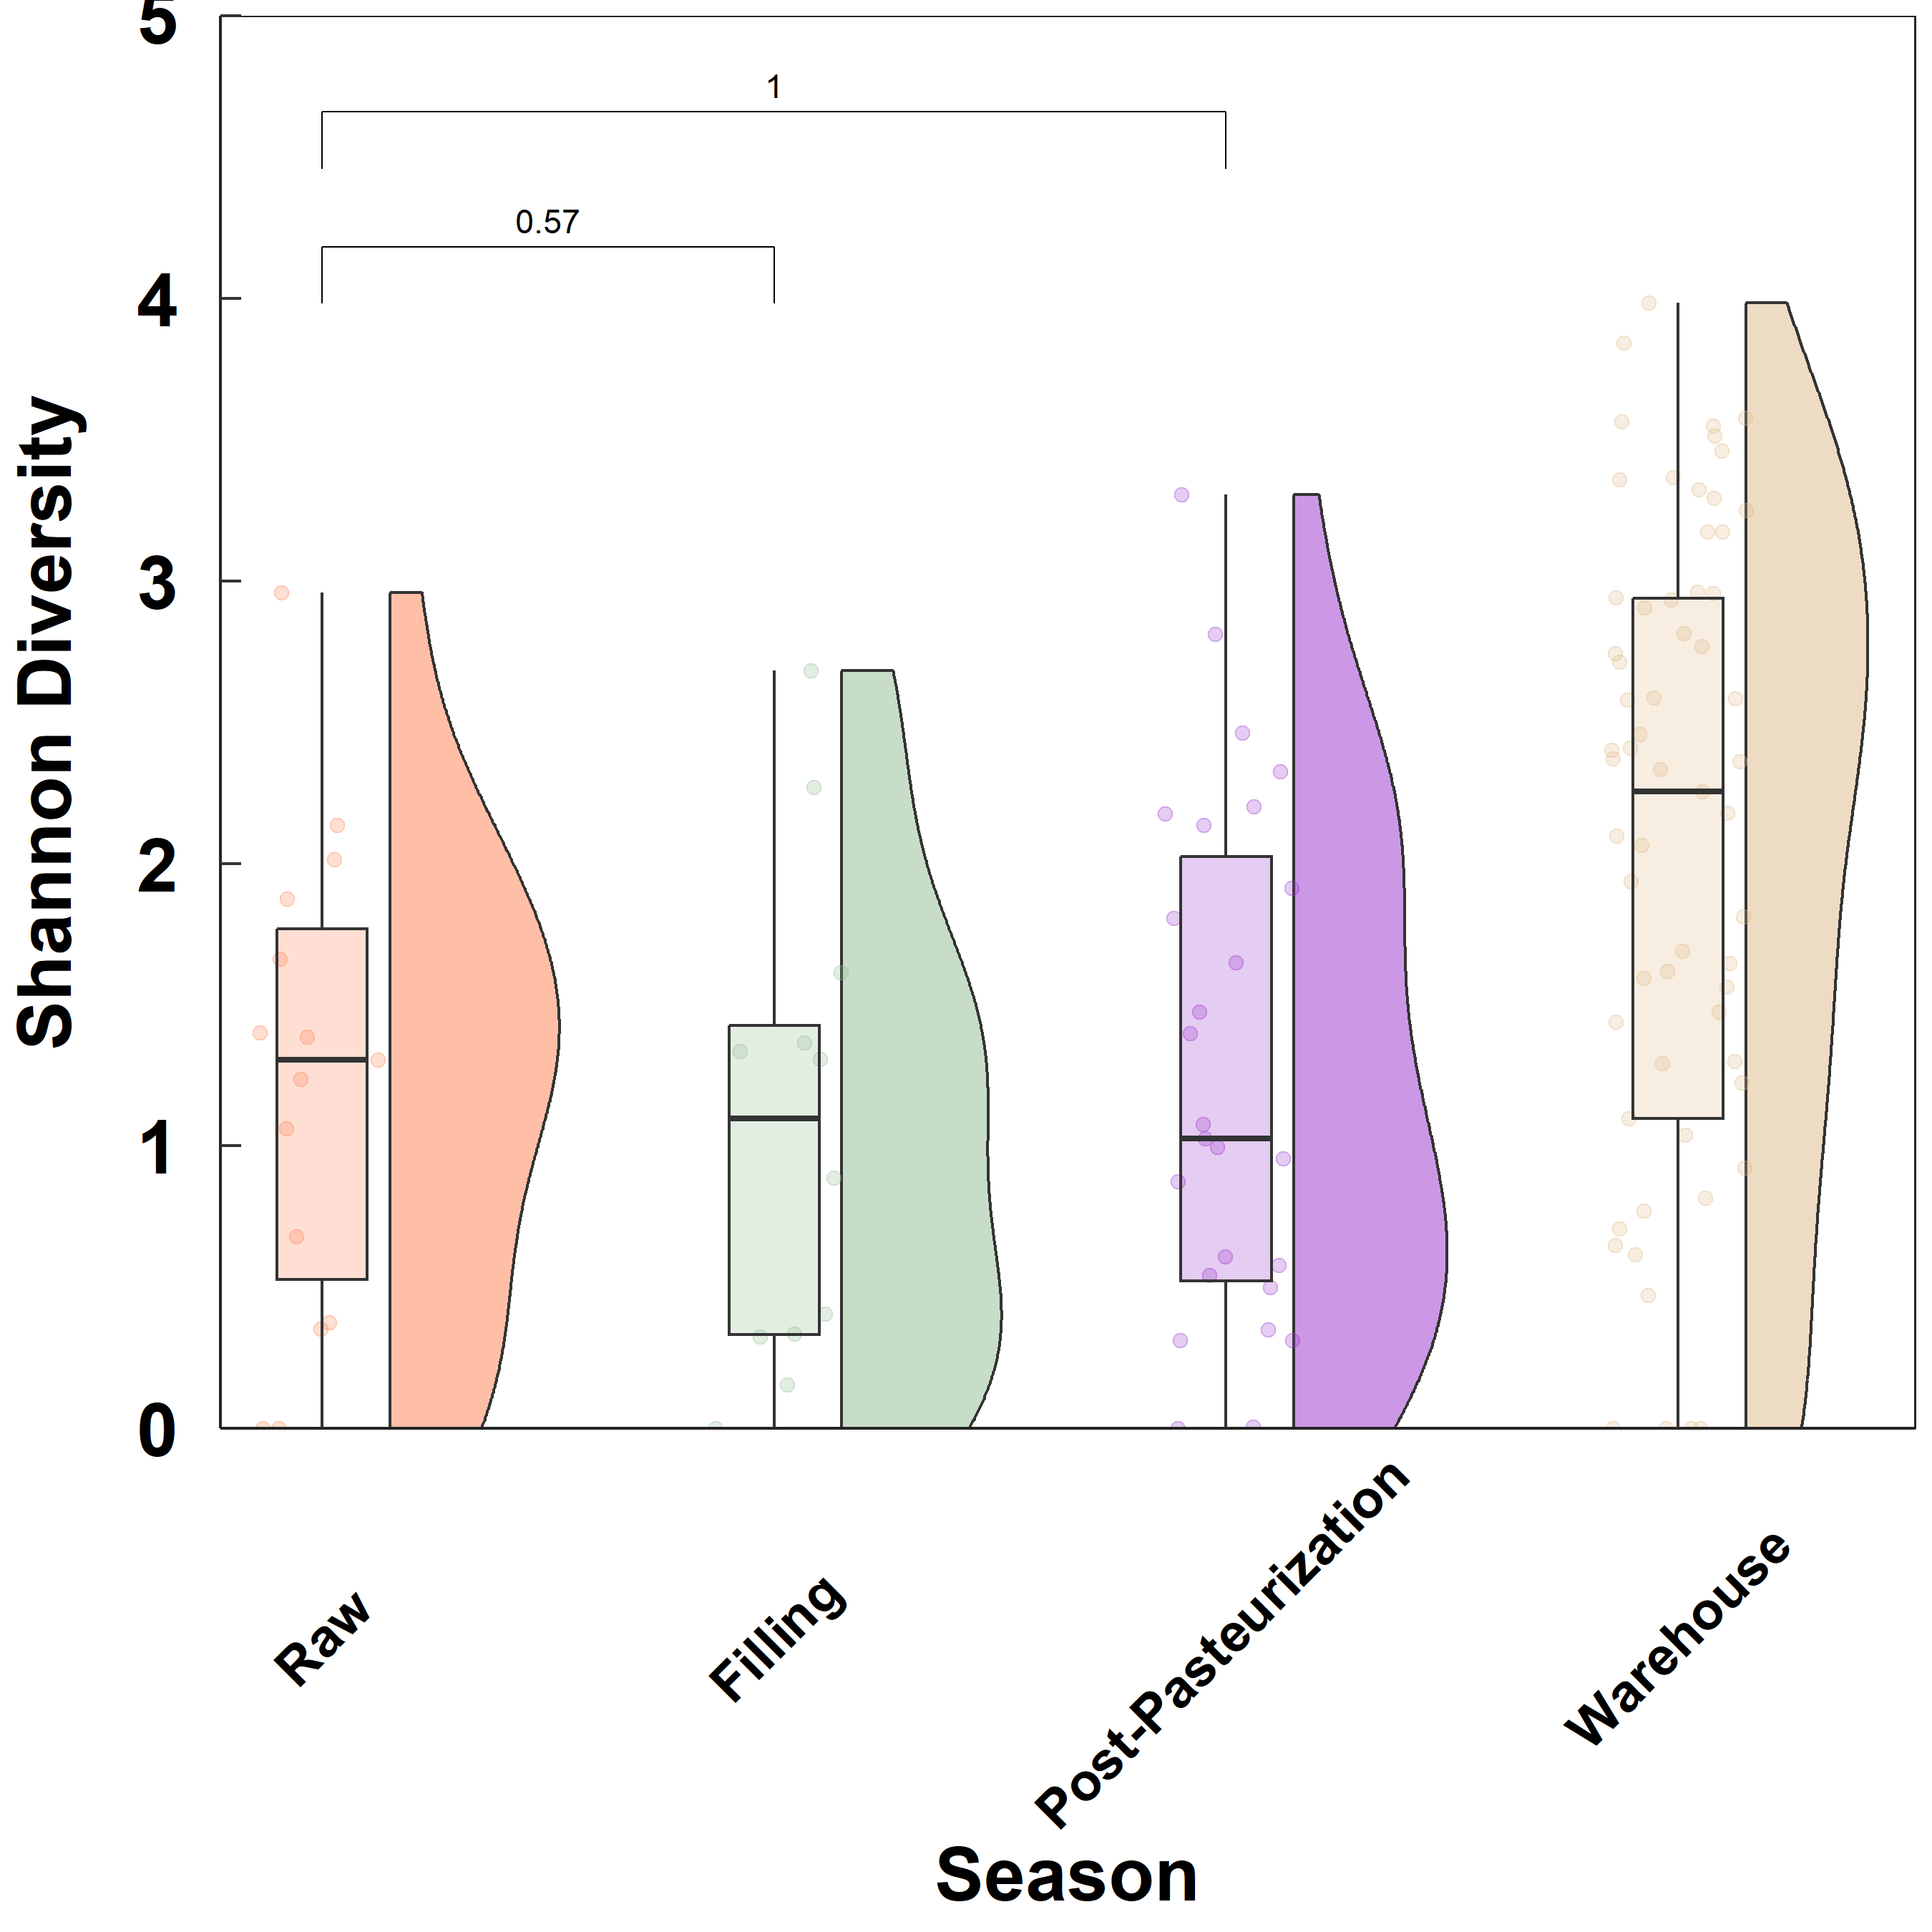 5
1
0.57
4
3
2
1
0
Shannon Diversity
Raw
Filling
Post-Pasteurization
Warehouse
Season